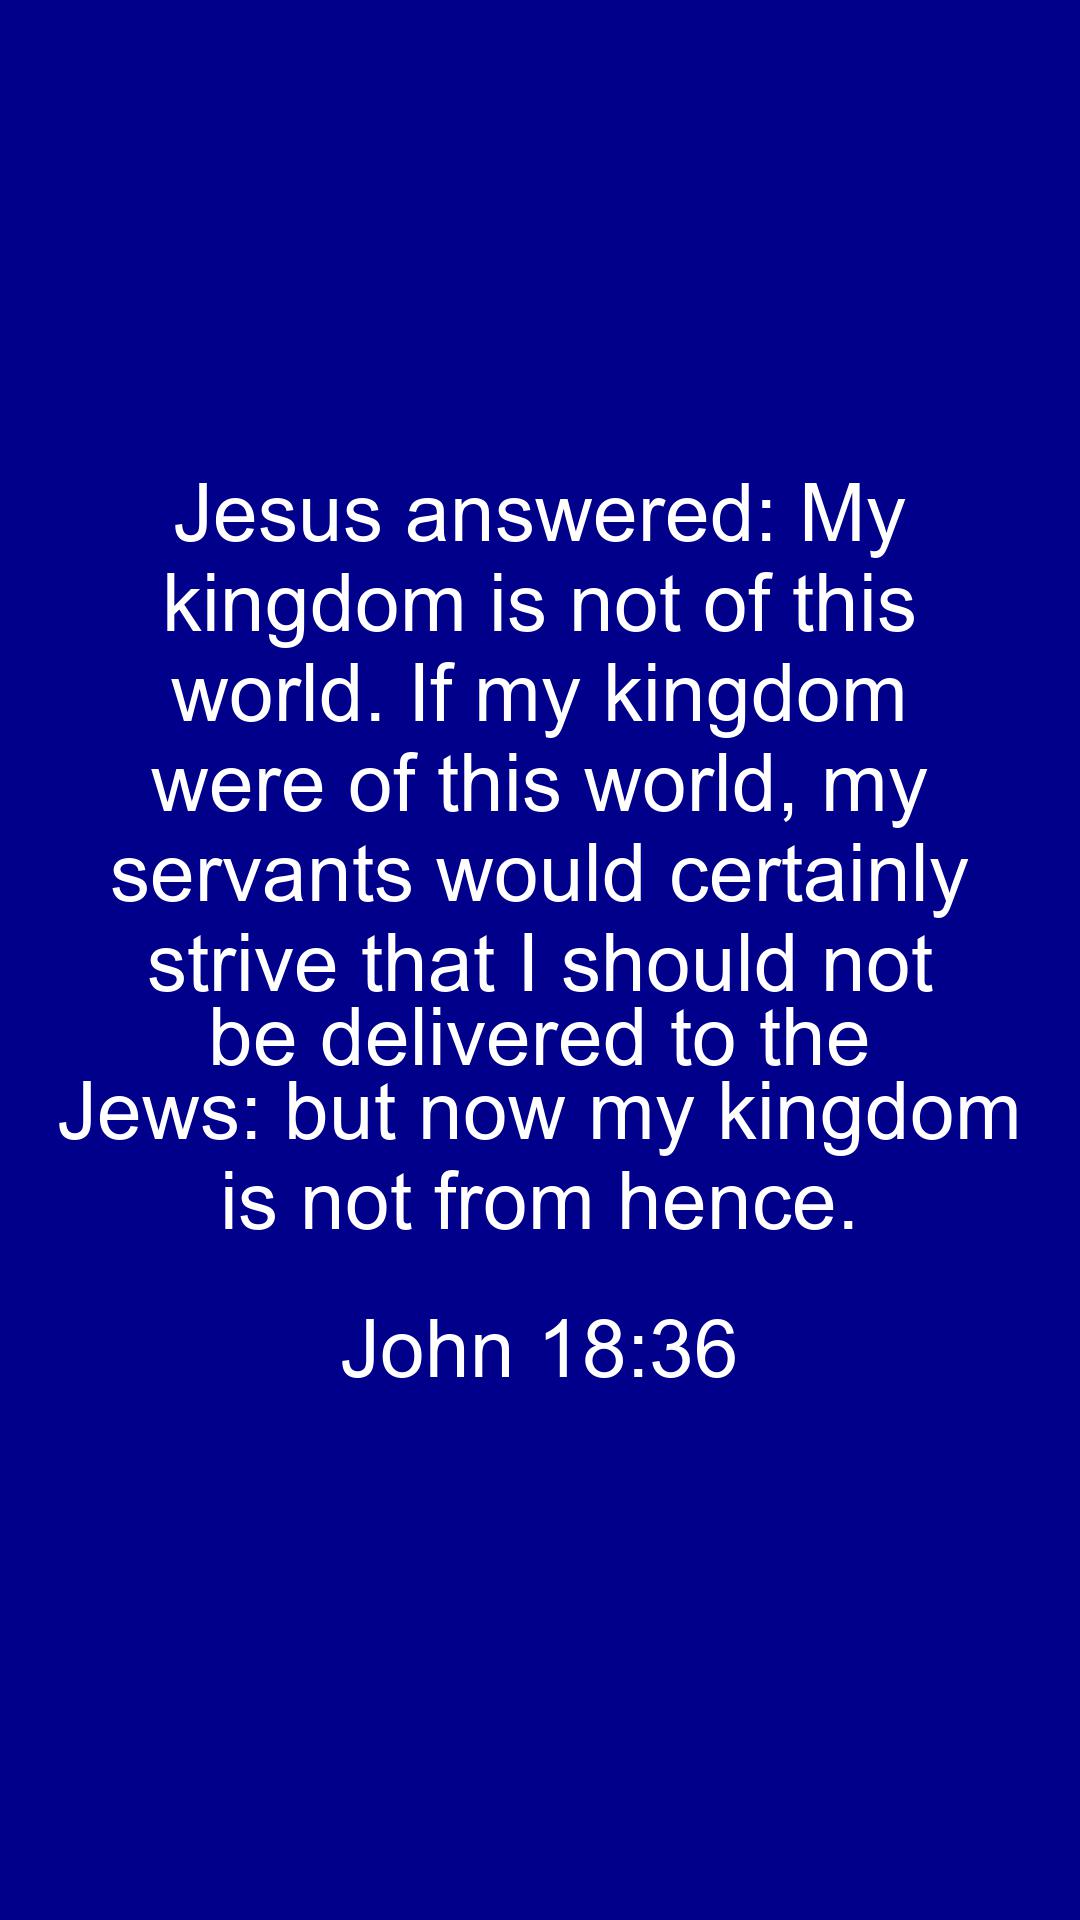 Jesus answered: My
kingdom is not of this
world. If my kingdom
were of this world, my
servants would certainly
strive that I should not
be delivered to the
Jews: but now my kingdom
is not from hence.
John 18:36